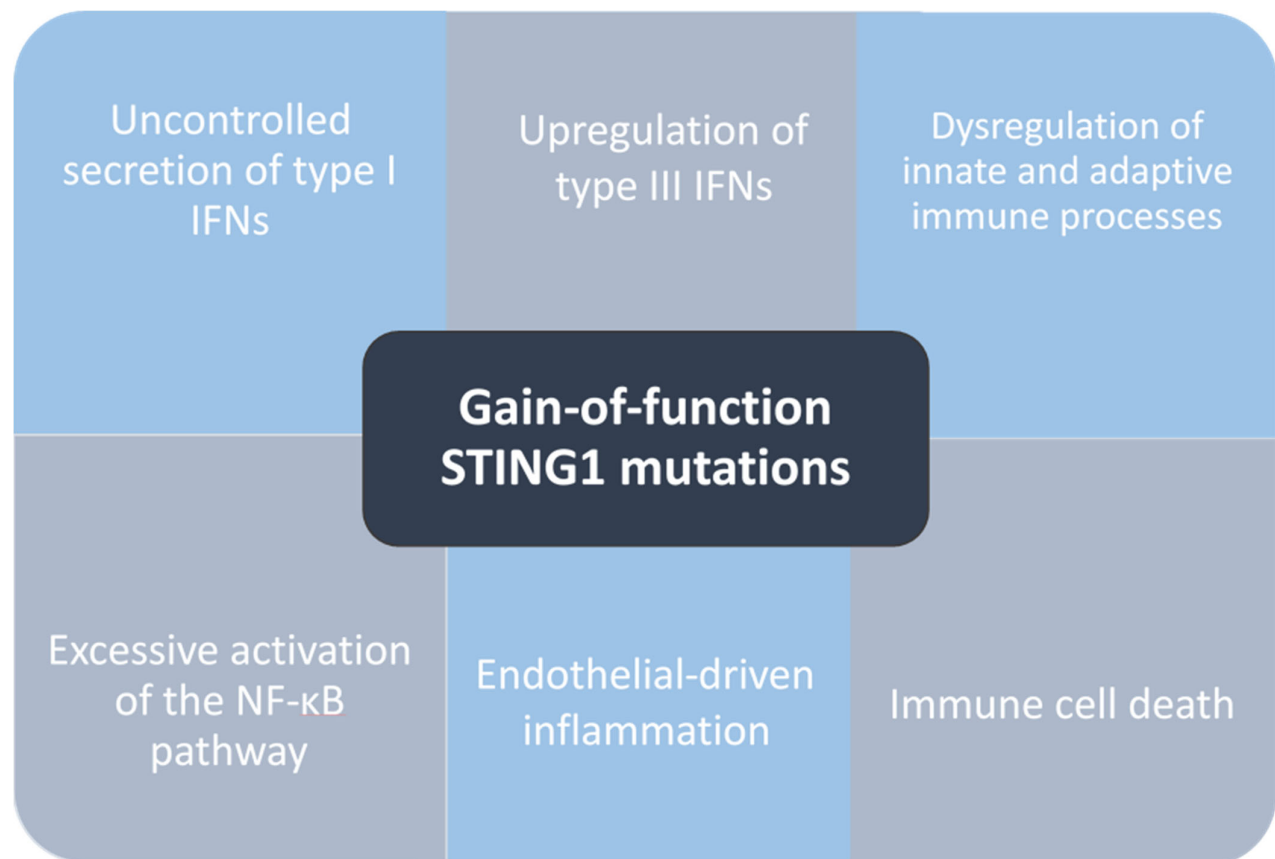 Uncontrolled
secretion of type I
IFNs
Upregulation of
type III IFNs
Dysregulation of
innate and adaptive
immune processes
Gain-of-function
STING1 mutations
Excessive activation
of the NF-κB
pathway
Endothelial-driven
inflammation
Immune cell death